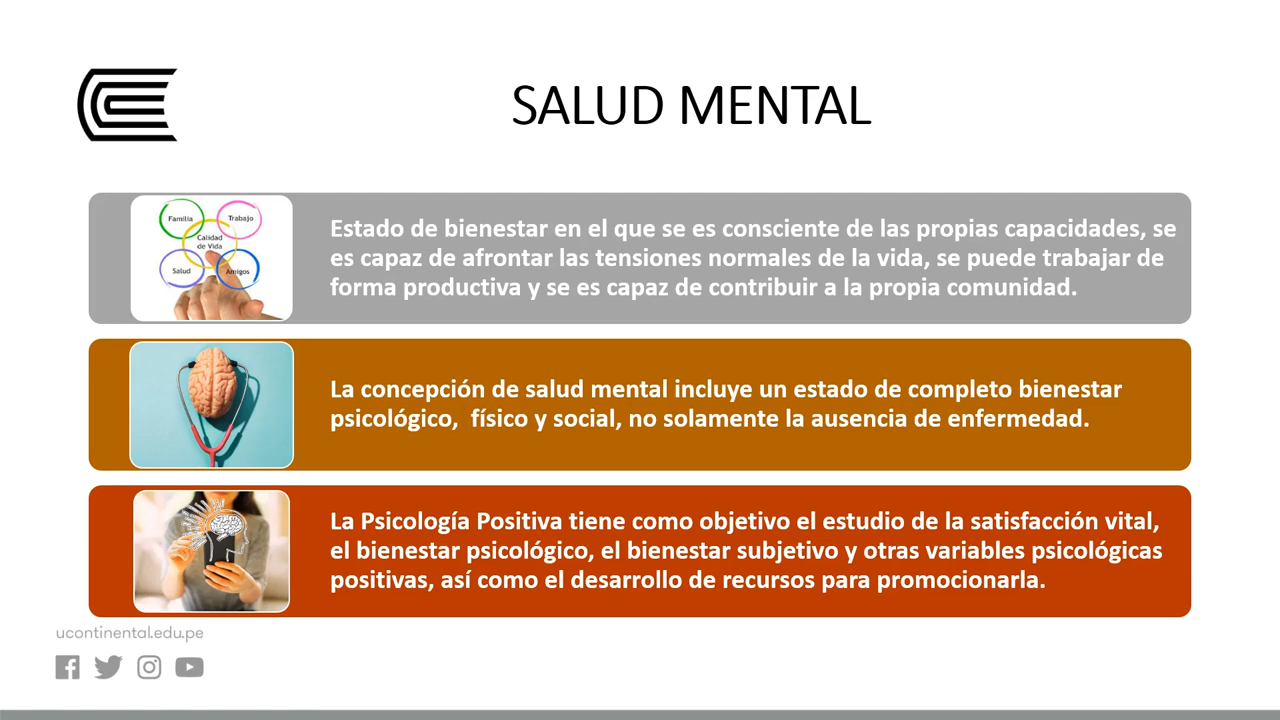 SALUD MENTAL
Familia
Trabajo
Calidad
de Vida
Salud
Amigos
Estado de bienestar en el que se es consciente de las propias capacidades, se
es capaz de afrontar las tensiones normales de la vida, se puede trabajar de
forma productiva y se es capaz de contribuir a la propia comunidad.
La concepción de salud mental incluye un estado de completo bienestar
psicológico,  físico y social, no solamente la ausencia de enfermedad.
La Psicología Positiva tiene como objetivo el estudio de la satisfacción vital,
el bienestar psicológico, el bienestar subjetivo y otras variables psicológicas
positivas, así como el desarrollo de recursos para promocionarla.
ucontinental.edu.pe